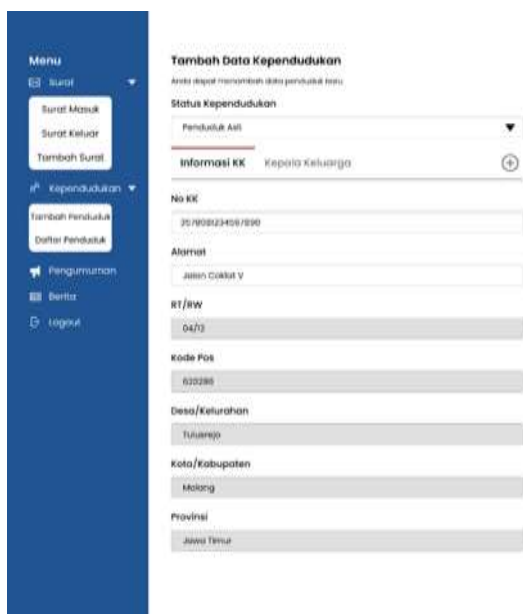 Menu
Surat
Surat Masuk
Surat Keluar
Tambah Surat
Kependudukan
Tambah Penduduk
Daftar Penduduk
Pengumuman
Berita
Logout
Tambah Data Kependudukan
Anda dapat menambah data penduduk baru
Status Kependudukan
Penduduk Asli
Informasi KK Kepala Keluarga
No KK
Alamat
Jalan Coklat V
RT/RW
04/13
Kode Pos
Desa/Kelurahan
Kota/Kabupaten
Malang
Provinsi
Jawa Timur